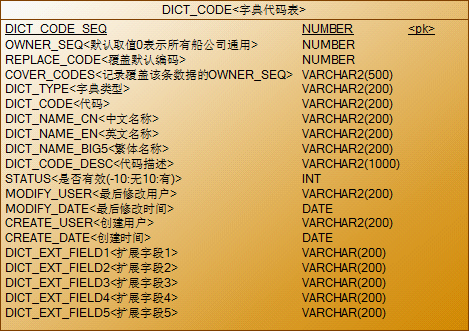 DICT_CODE<字典代码表>
DICT_CODE_SEQ NUMBER <pk>
OWNER_SEQ<默认取值0表示所有船公司通用> NUMBER
REPLACE_CODE<覆盖默认编码> NUMBER
COVER_CODES<记录覆盖该条数据的OWNER_SEQ> VARCHAR2(500)
DICT_TYPE<字典类型> VARCHAR2(200)
DICT_CODE<代码> VARCHAR2(200)
DICT_NAME_CN<中文名称> VARCHAR2(200)
DICT_NAME_EN<英文名称> VARCHAR2(200)
DICT_NAME_BIG5<繁体名称> VARCHAR2(200)
DICT_CODE_DESC<代码描述> VARCHAR2(1000)
STATUS<是否有效(-10:无10:有)> INT
MODIFY_USER<最后修改用户> VARCHAR2(200)
MODIFY_DATE<最后修改时间> DATE
CREATE_USER<创建用户> VARCHAR2(200)
CREATE_DATE<创建时间> DATE
DICT_EXT_FIELD1<扩展字段1> VARCHAR(200)
DICT_EXT_FIELD2<扩展字段2> VARCHAR(200)
DICT_EXT_FIELD3<扩展字段3> VARCHAR(200)
DICT_EXT_FIELD4<扩展字段4> VARCHAR(200)
DICT_EXT_FIELD5<扩展字段5> VARCHAR(200)